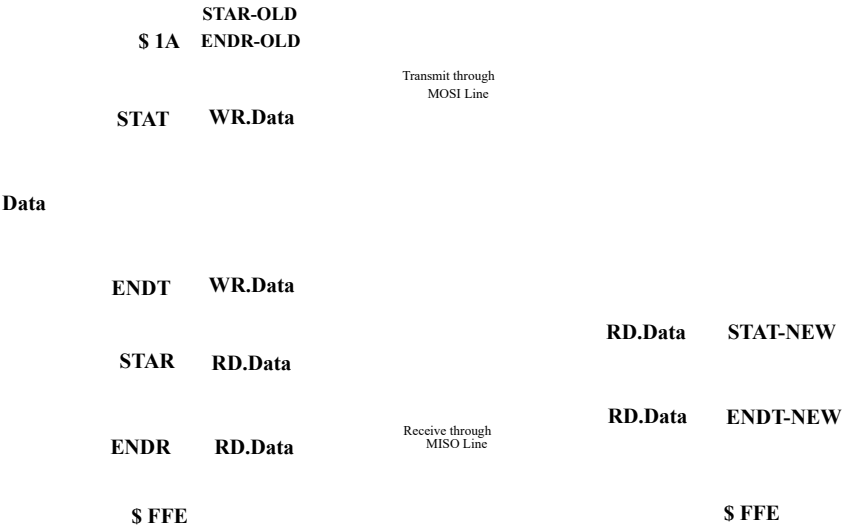 STAR-OLD
$ 1A ENDR-OLD
Transmit through
MOSI Line
STAT WR.Data
Data
ENDT WR.Data
RD.Data STAT-NEW
STAR RD.Data
RD.Data ENDT-NEW
Receive through
MISO Line
ENDR RD.Data
$ FFE $ FFE